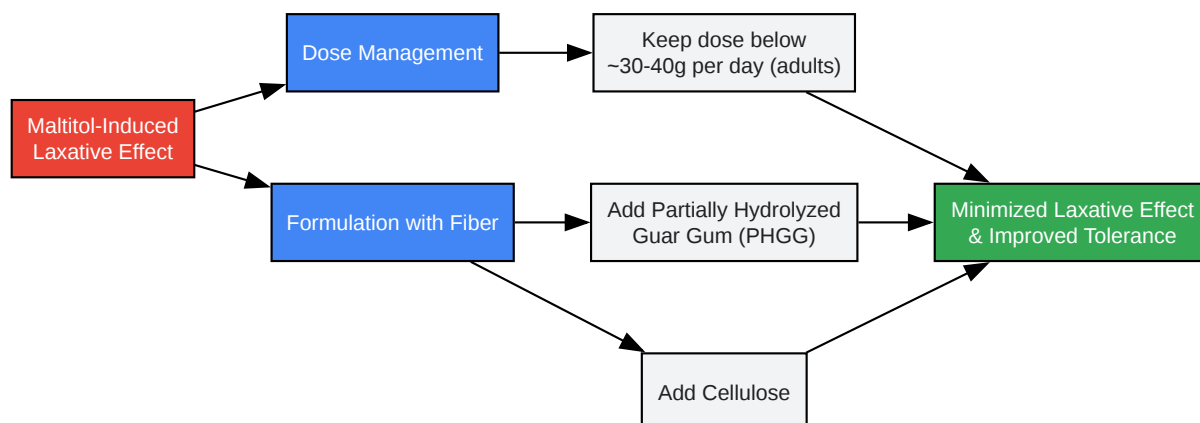 Dose Management
Keep dose below
~30-40g per day (adults)
Maltitol-Induced
Laxative Effect
Formulation with Fiber
Add Partially Hydrolyzed
Guar Gum (PHGG)
Minimized Laxative Effect
& Improved Tolerance
Add Cellulose